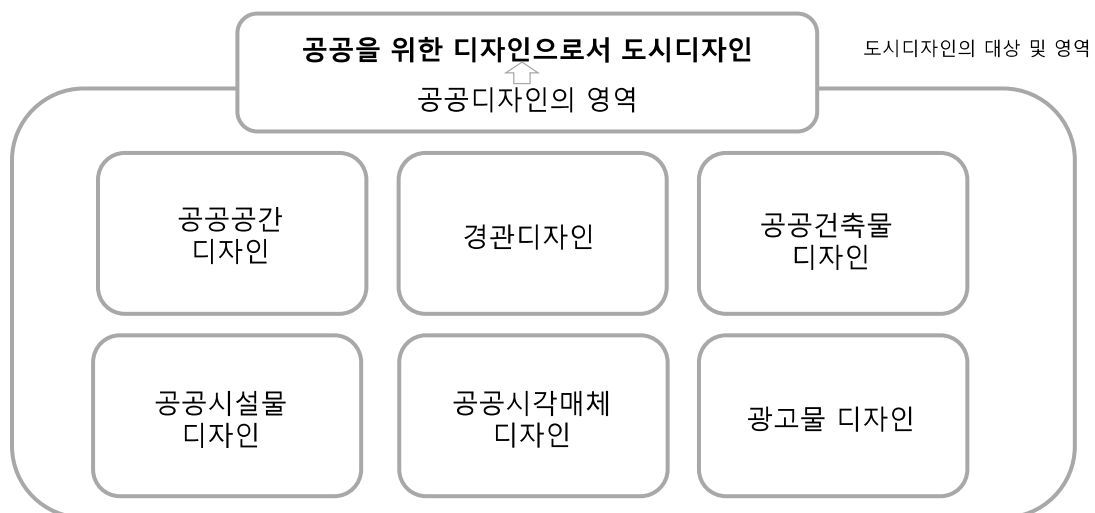 공공을 위한 디자인으로서 도시디자인
도시디자인의 대상 및 영역
공공디자인의 영역
공공공간
디자인
경관디자인
공공건축물
디자인
공공시설물
디자인
공공시각매체
디자인
광고물 디자인